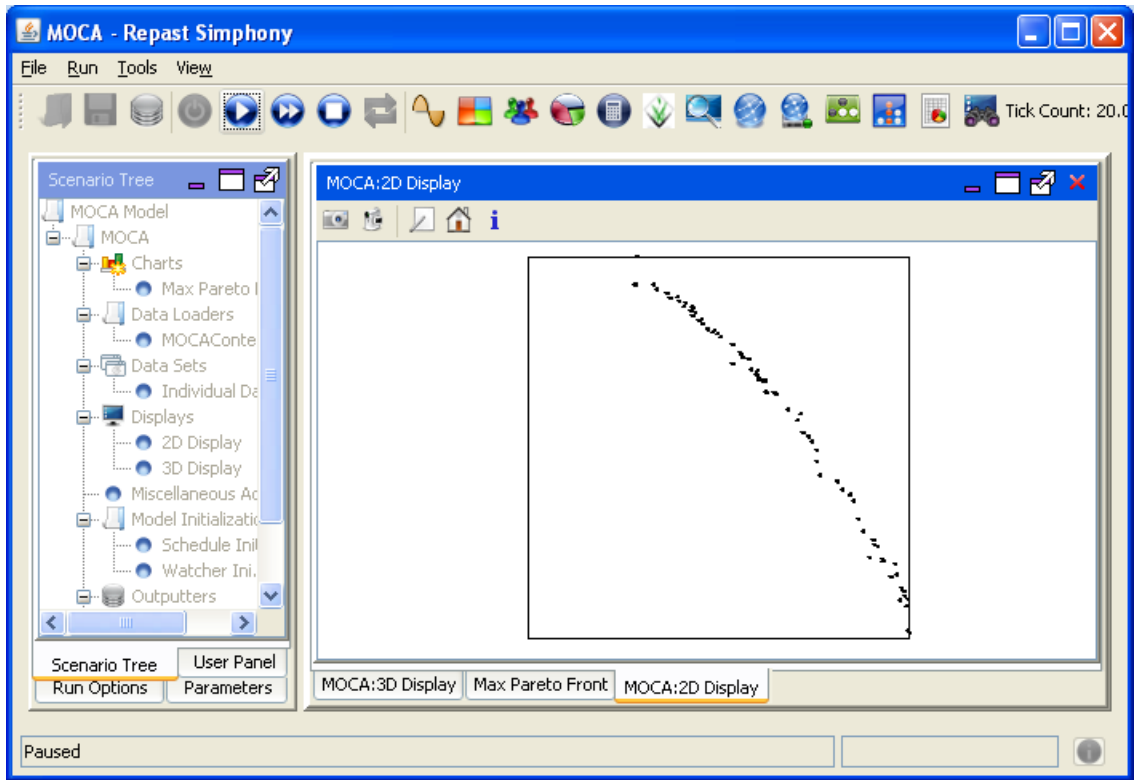 MOCA - Repast Simphony
File Run Tools View
Tick Count: 20.0
Scenario Tree
MOCA Model
MOCA
Charts
Max Pareto
Data Loaders
MOCAConte
Data Sets
Individual Da
Displays
2D Display
3D Display
Miscellaneous Ac
Model Initializatio
Schedule Ini
Watcher Ini.
Outputters
Scenario Tree User Panel
Run Options Parameters
MOCA:2D Display
i
MOCA:3D Display Max Pareto Front MOCA:2D Display
Paused